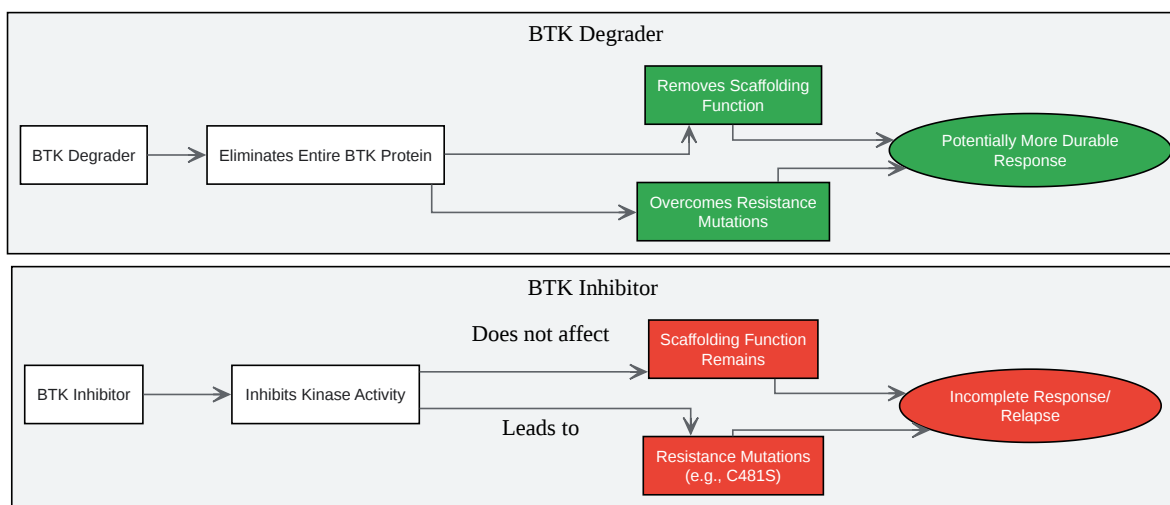 BTK Degrader
Removes Scaffolding
Function
BTK Degrader
Eliminates Entire BTK Protein
Potentially More Durable
Response
Overcomes Resistance
Mutations
BTK Inhibitor
Does not affect
Scaffolding Function
Remains
BTK Inhibitor
Inhibits Kinase Activity
Incomplete Response/
Relapse
Leads to
Resistance Mutations
(e.g., C481S)